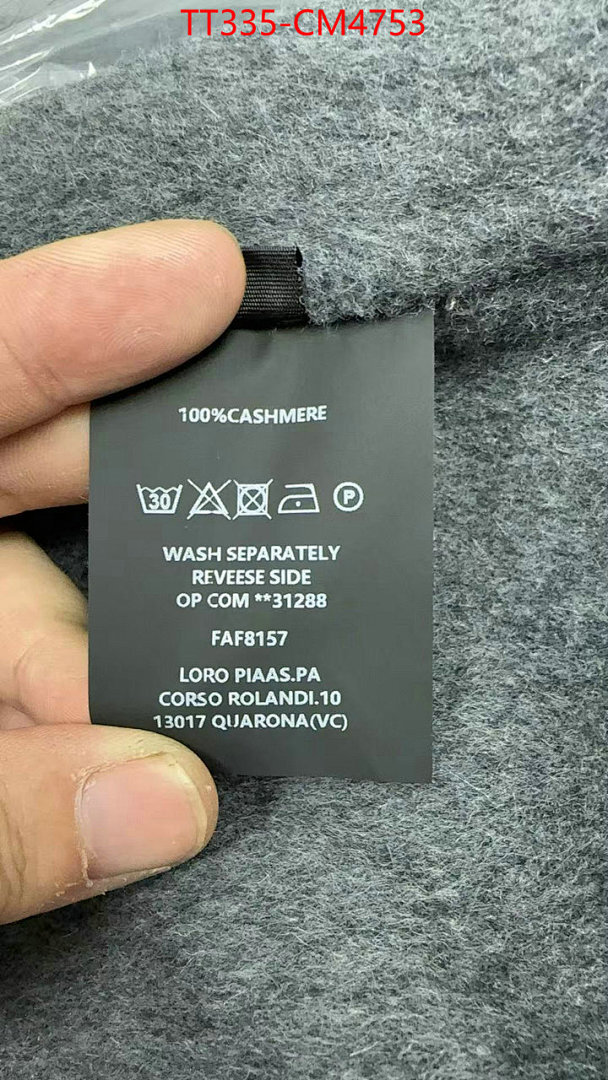 TT335-CM4753
100%CASHMERE
30
P
WASH SEPARATELY
REVEESE SIDE
OP COM **31288
FAF8157
LORO PIAAS.PA
CORSO ROLANDI.10
13017 QUARONA(VC)